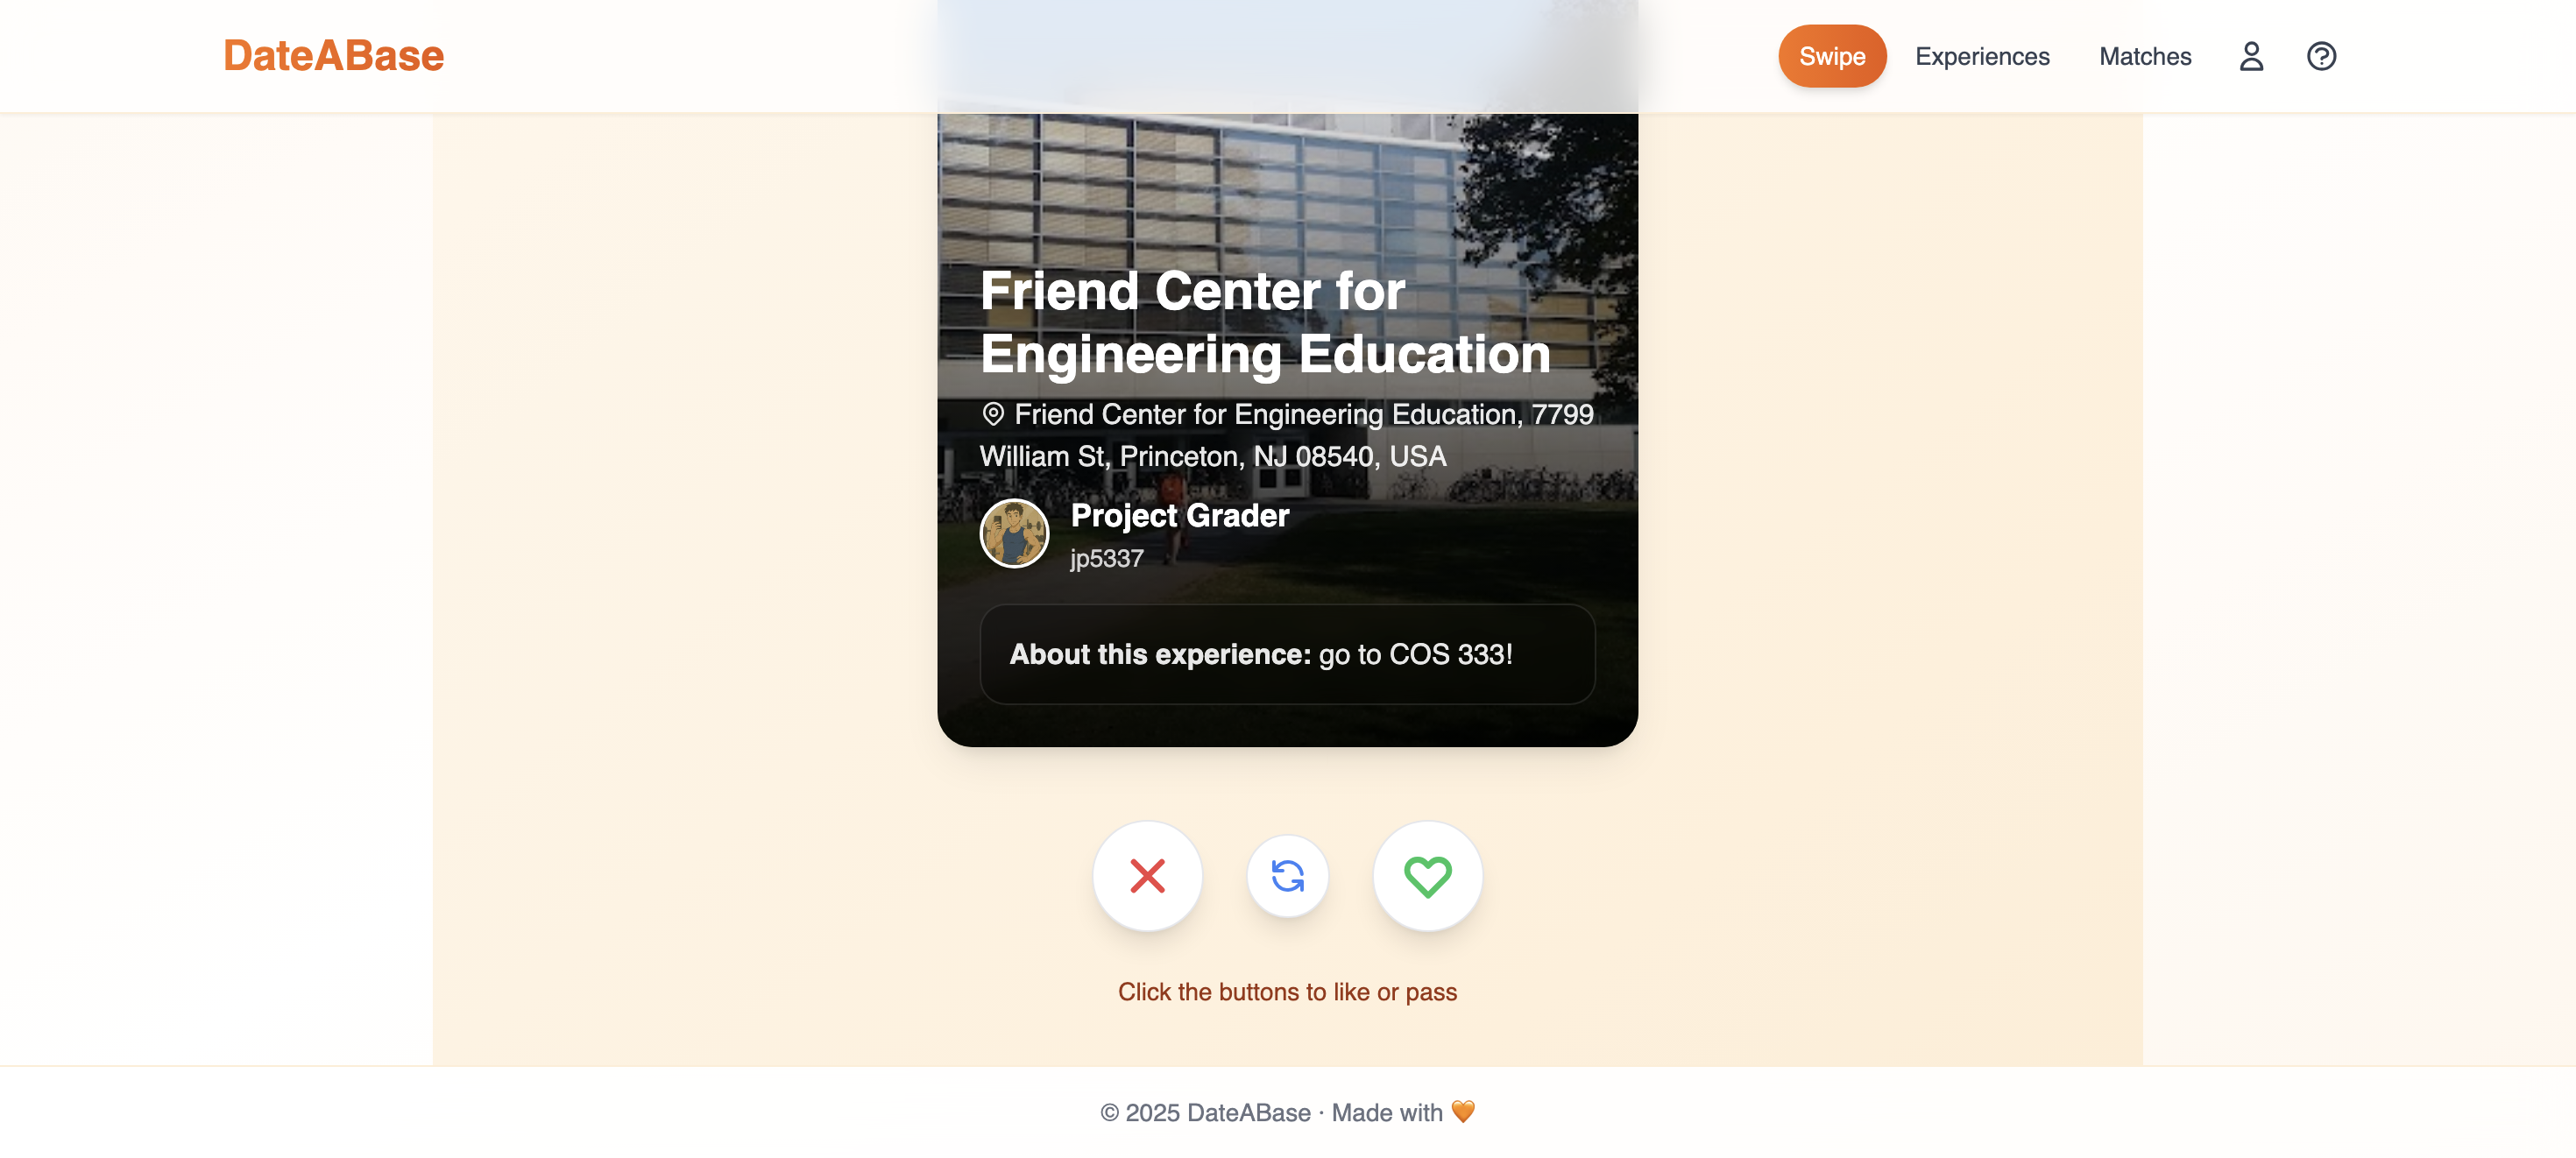 DateABase
Swipe
Experiences
Matches
Friend Center for
Engineering Education
Friend Center for Engineering Education, 7799
William St, Princeton, NJ 08540, USA
Project Grader
jp5337
About this experience: go to COS 333!
Click the buttons to like or pass
© 2025 DateABase · Made with 🧡